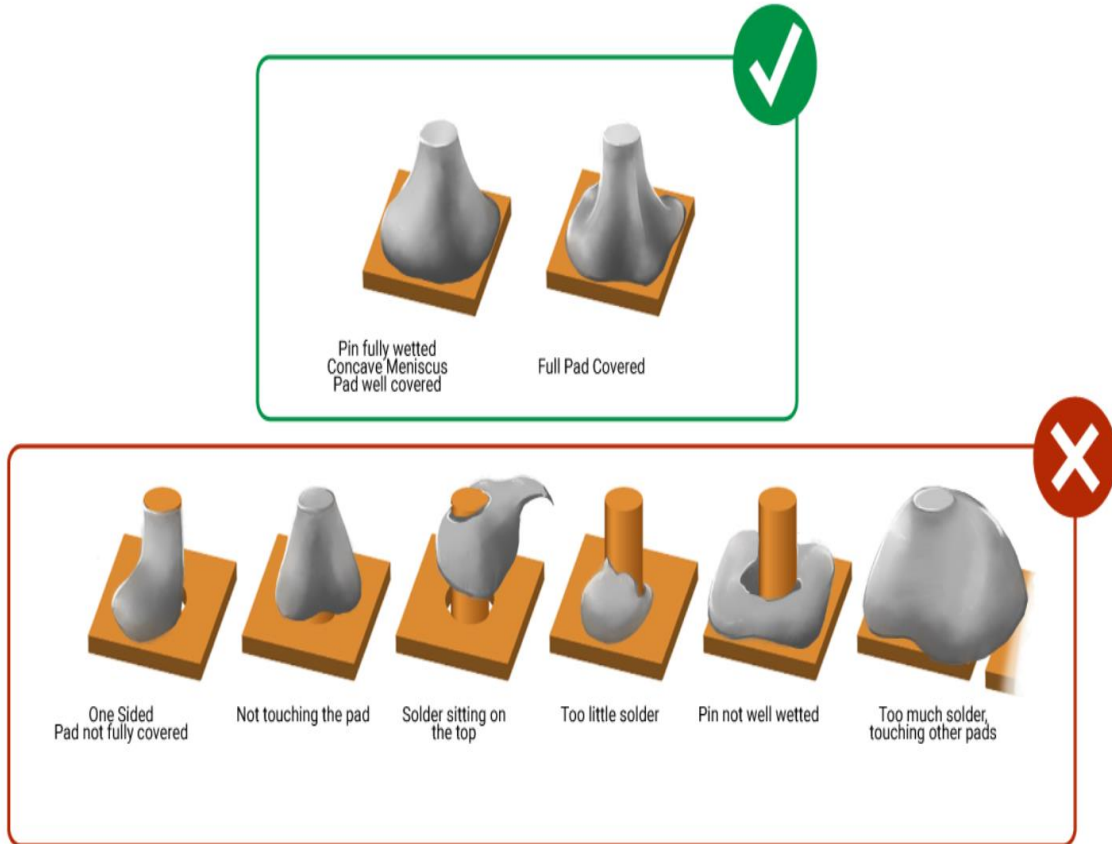 Pin fully wetted
Concave Meniscus
Pad well covered
Full Pad Covered
One Sided
Pad not fully covered
Not touching the pad
Solder sitting on
the top
Too little solder
Pin not well wetted
Too much solder,
touching other pads